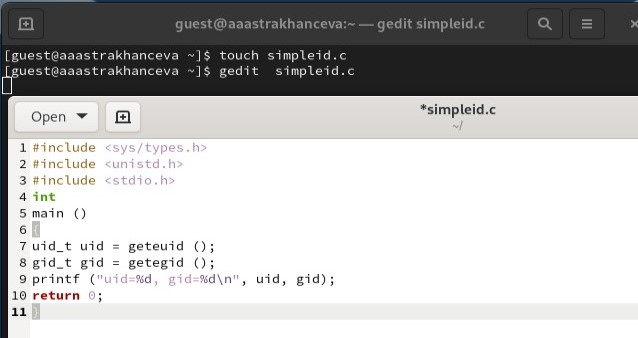 guest@aaastrakhanceva:~ — gedit simpleid.c
[guest@aaastrakhanceva ~]$ touch simpleid.c
[guest@aaastrakhanceva ~]$ gedit  simpleid.c
Open
*simpleid.c
~/
1 #include <sys/types.h>
2 #include <unistd.h>
3 #include <stdio.h>
4 int
5 main ()
6 {
7 uid_t uid = geteuid ();
8 gid_t gid = getegid ();
9 printf ("uid=%d, gid=%d\n", uid, gid);
10 return 0;
11 }